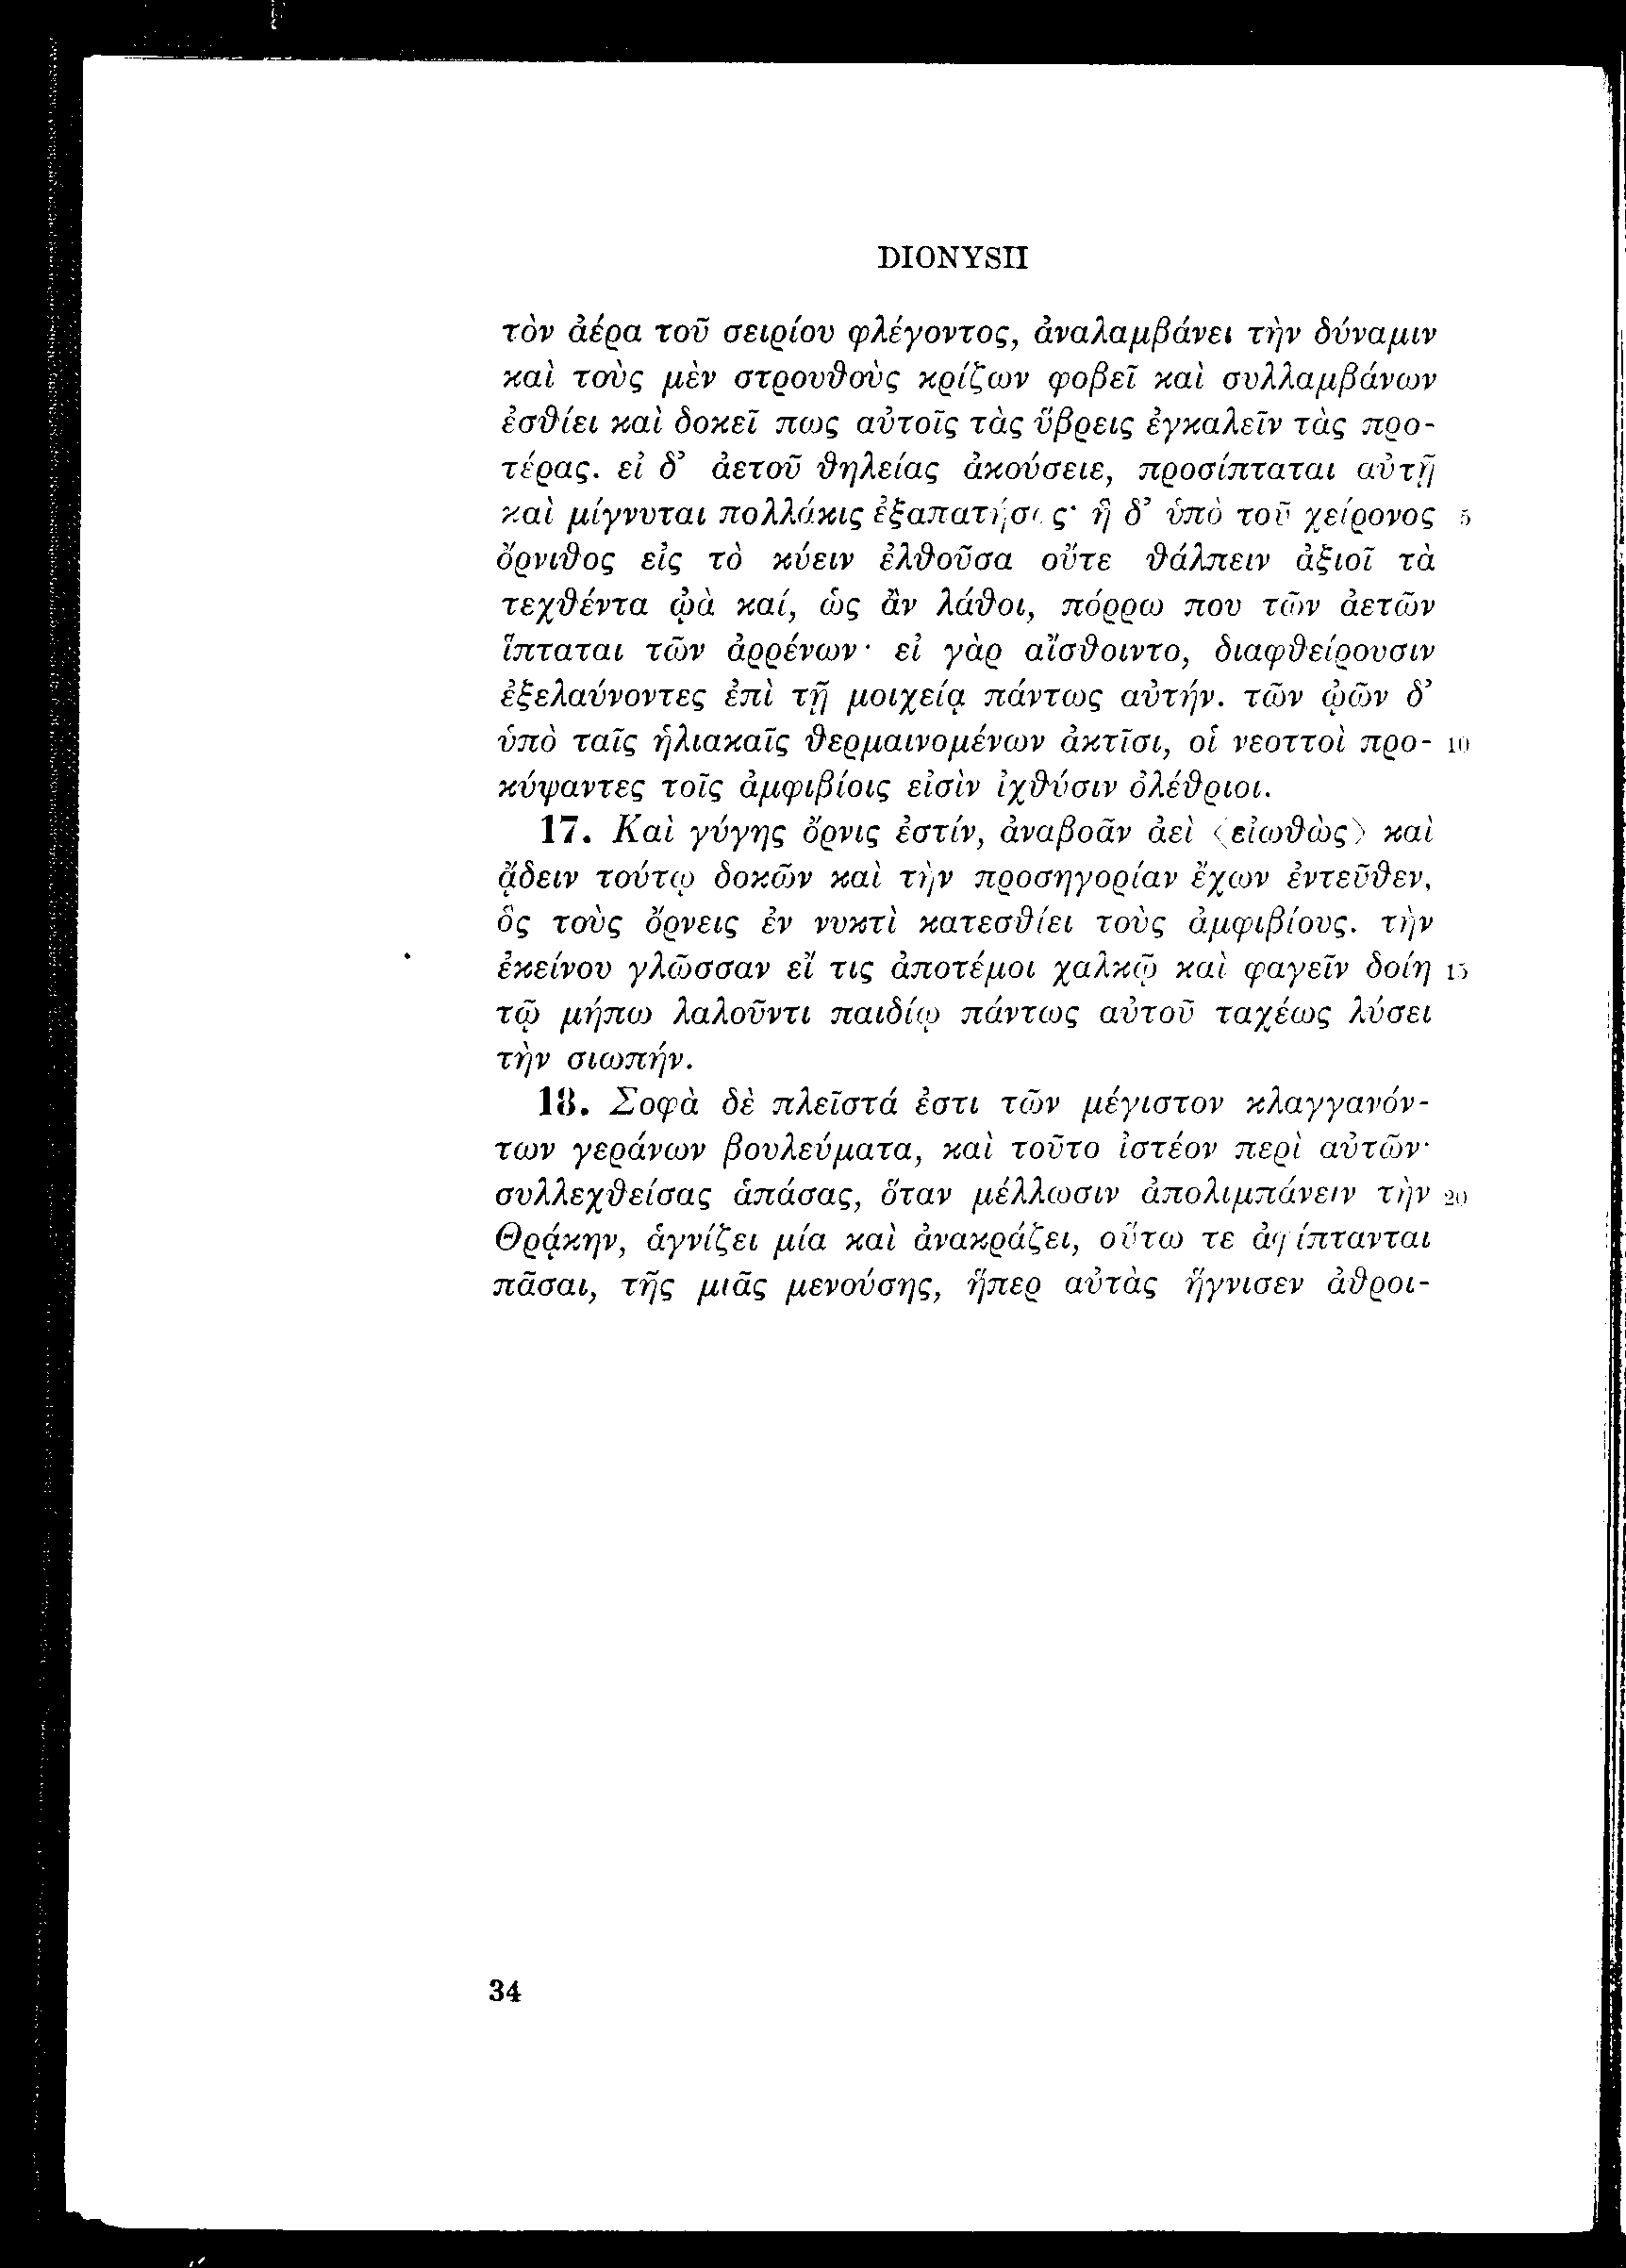 DIONYSII
τὸν ἀέρα τοῦ σειρίου φλέγοντος, ἀναλαμβάνει τὴν δύναμιν
καὶ τοὺς μὲν στρουθοὺς κρίζων φοβεῖ καὶ συλλαμβάνων
ἐσθίει καὶ δοκεῖ πως αὐτοῖς τὰς ὕβρεις ἐγκαλεῖν τὰς προ-
τέρας. εἰ δ’ ἀετοῦ θηλείας ἀκούσειε, προσίπταται αὐτῇ
καὶ μίγνυται πολλάκις ἐξαπατήσας· ἣ δ’ ὑπὸ τοῦ χείρονος 5
ὄρνιθος εἰς τὸ κύειν ἐλθοῦσα οὔτε θάλπειν ἀξιοῖ τὰ
τεχθέντα ᾠὰ καί, ὡς ἂν λάθοι, πόρρω που τῶν ἀετῶν
ἵπταται τῶν ἀρρένων· εἰ γὰρ αἴσθοιντο, διαφθείρουσιν
ἐξελαύνοντες ἐπὶ τῇ μοιχείᾳ πάντως αὐτήν. τῶν ᾠῶν δ’
ὑπὸ ταῖς ἡλιακαῖς θερμαινομένων ἀκτῖσι, οἱ νεοττοὶ προ- 10
κύψαντες τοῖς ἀμφιβίοις εἰσὶν ἰχθύσιν ὀλέθριοι.
17. Καὶ γύγης ὄρνις ἐστίν, ἀναβοᾶν ἀεὶ ⟨εἰωθὼς⟩ καὶ
ᾄδειν τούτῳ δοκῶν καὶ τὴν προσηγορίαν ἔχων ἐντεῦθεν,
ὃς τοὺς ὄρνεις ἐν νυκτὶ κατεσθίει τοὺς ἀμφιβίους. τὴν
ἐκείνου γλῶσσαν εἴ τις ἀποτέμοι χαλκῷ καὶ φαγεῖν δοίη 15
τῷ μήπω λαλοῦντι παιδίῳ πάντως αὐτοῦ ταχέως λύσει
τὴν σιωπήν.
18. Σοφὰ δὲ πλεῖστά ἐστι τῶν μέγιστον κλαγγανόν-
των γεράνων βουλεύματα, καὶ τοῦτο ἰστέον περὶ αὐτῶν·
συλλεχθείσας ἁπάσας, ὅταν μέλλωσιν ἀπολιμπάνειν τὴν 20
Θρᾴκην, ἁγνίζει μία καὶ ἀνακράζει, οὕτω τε ἀφίπτανται
πᾶσαι, τῆς μιᾶς μενούσης, ἥπερ αὐτὰς ἥγνισεν ἀθροι-
34